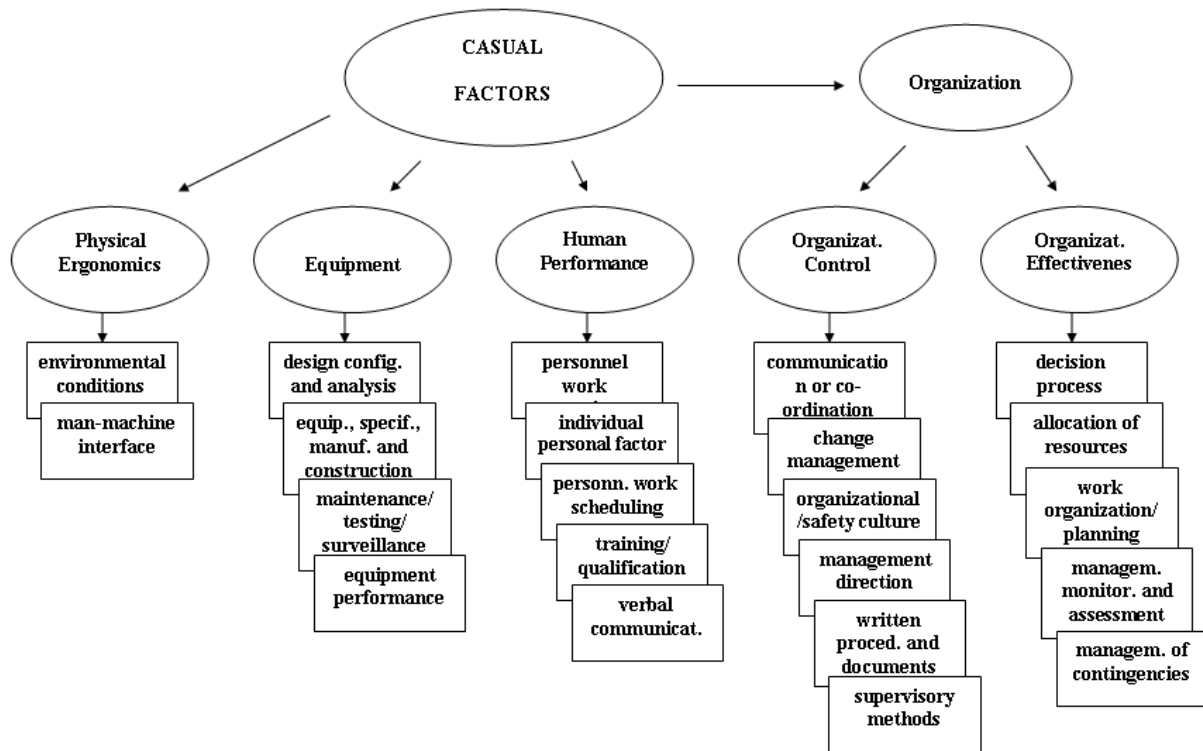 CASUAL
FACTORS
Organization
Physical
Ergonomics
Equipment
Human
Performance
Organizat.
Control
Organizat.
Effectivenes
environmental
conditions
man-machine
interface
design config.
and analysis
equip., specif.,
manuf. and
construction
maintenance/
testing/
surveillance
equipment
performance
personnel
work
individual
personal factor
personn. work
scheduling
training/
qualification
verbal
communicat.
communicatio
n or co-
ordination
change
management
organizational
/safety culture
management
direction
written
proced. and
documents
supervisory
methods
decision
process
allocation of
resources
work
organization/
planning
managem.
monitor. and
assessment
managem. of
contingencies